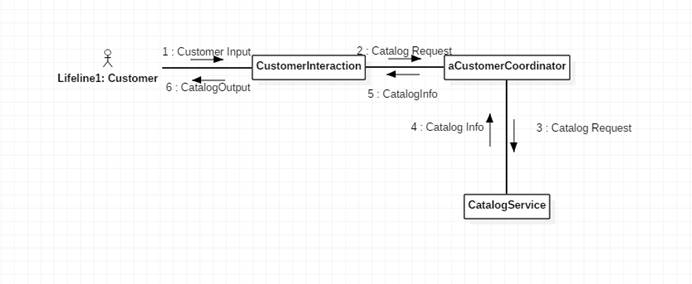 1 : Customer Input
2 : Catalog Request
CustomerInteraction
aCustomerCoordinator
Lifeline1: Customer
6 : CatalogOutput
5 : CatalogInfo
4 : Catalog Info
3 : Catalog Request
CatalogService